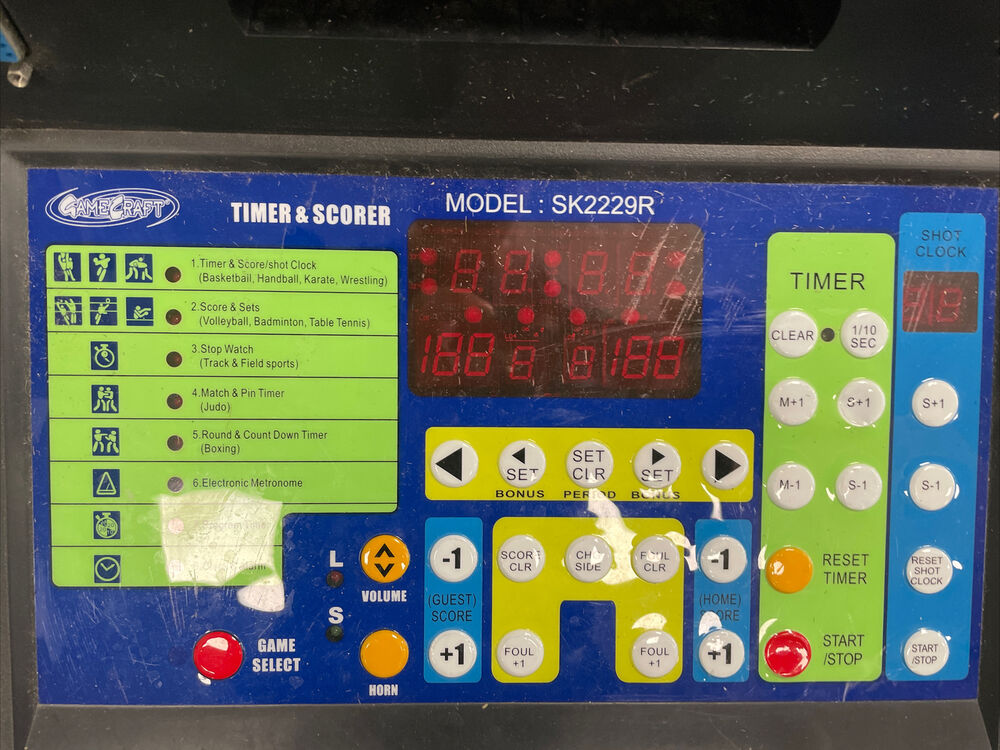 GAMECRAFT®
TIMER & SCORER
MODEL : SK2229R
1.Timer & Score/shot Clock
(Basketball, Handball, Karate, Wrestling)
2.Score & Sets
(Volleyball, Badminton, Table Tennis)
3.Stop Watch
(Track & Field sports)
4.Match & Pin Timer
(Judo)
5.Round & Count Down Timer
(Boxing)
6.Electronic Metronome
L
S
VOLUME
HORN
GAME
SELECT
SET
SET
CLR
SET
BONUS
PERIOD
BONUS
-1
(GUEST)
SCORE
+1
SCORE
CLR
CH
SIDE
FOUL
CLR
FOUL
+1
FOUL
+1
-1
(HOME)
SCORE
+1
TIMER
CLEAR
1/10
SEC
M+1
S+1
M-1
S-1
RESET
TIMER
START
/STOP
SHOT
CLOCK
S+1
S-1
RESET
SHOT
CLOCK
START
/STOP